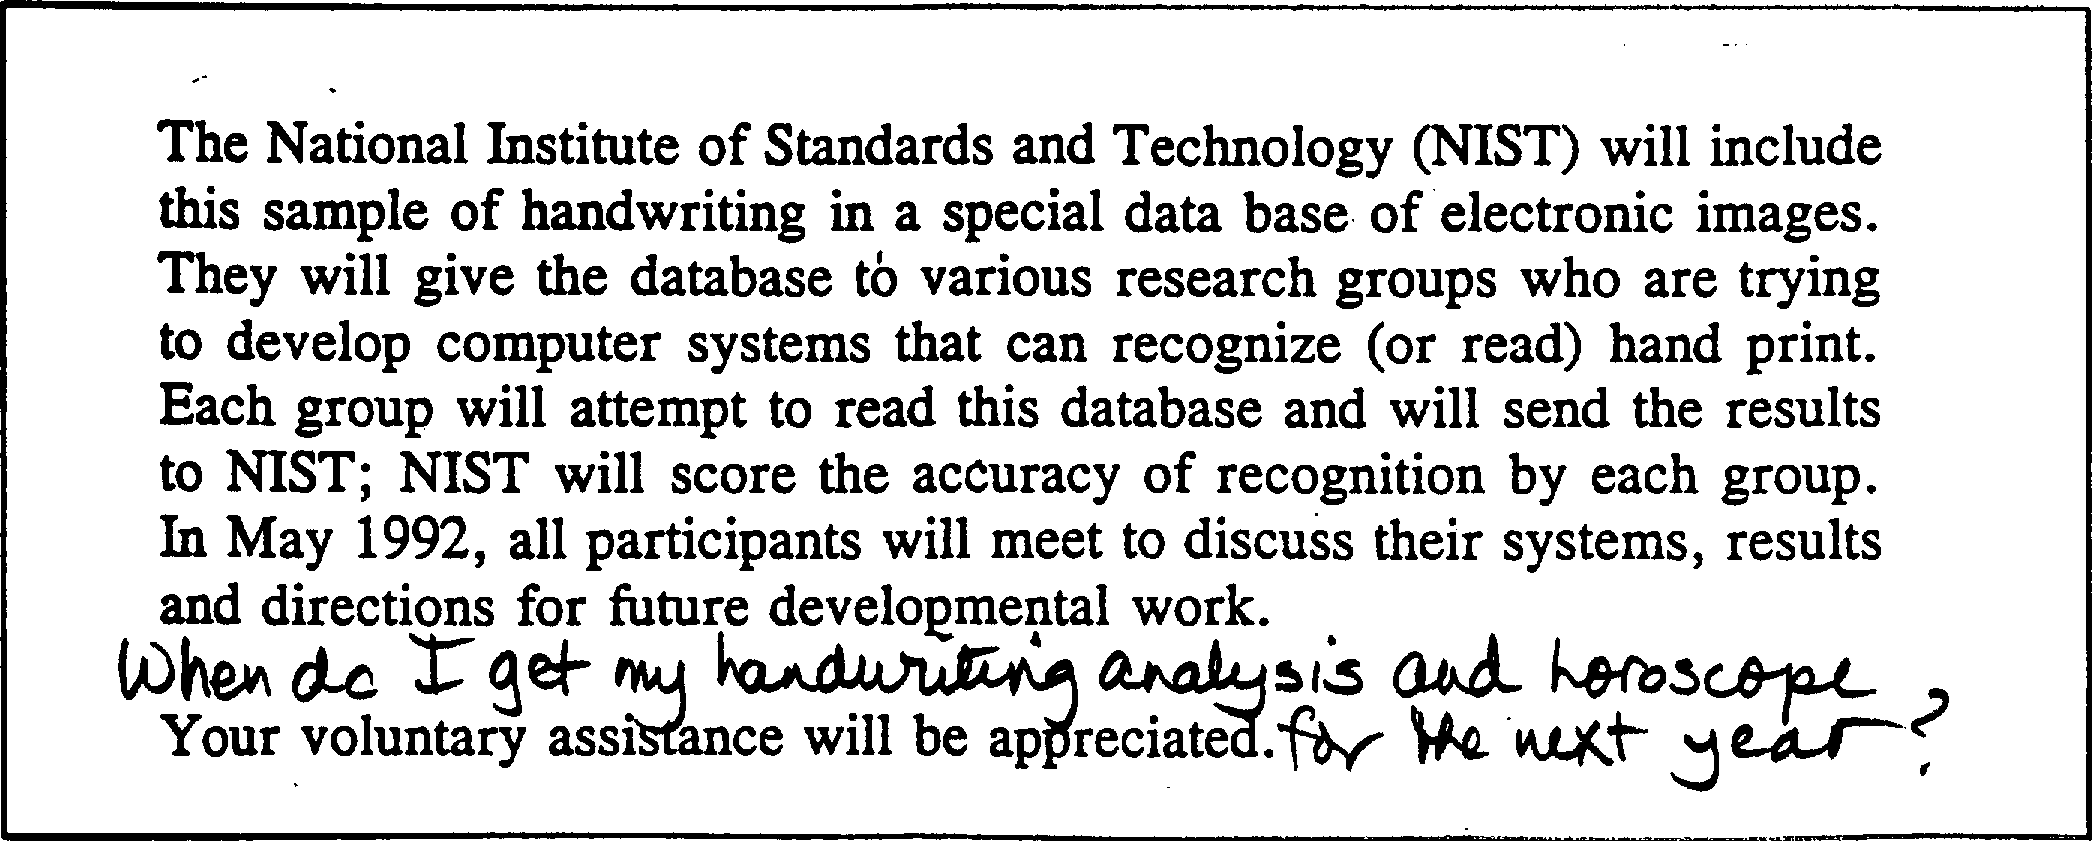 The National Institute of Standards and Technology (NIST) will include
this sample of handwriting in a special data base of electronic images.
They will give the database to various research groups who are trying
to develop computer systems that can recognize (or read) hand print.
Each group will attempt to read this database and will send the results
to NIST; NIST will score the accuracy of recognition by each group.
In May 1992, all participants will meet to discuss their systems, results
and directions for future developmental work.
When do I get my handwriting analysis and horoscope
Your voluntary assistance will be appreciated. for the next year?